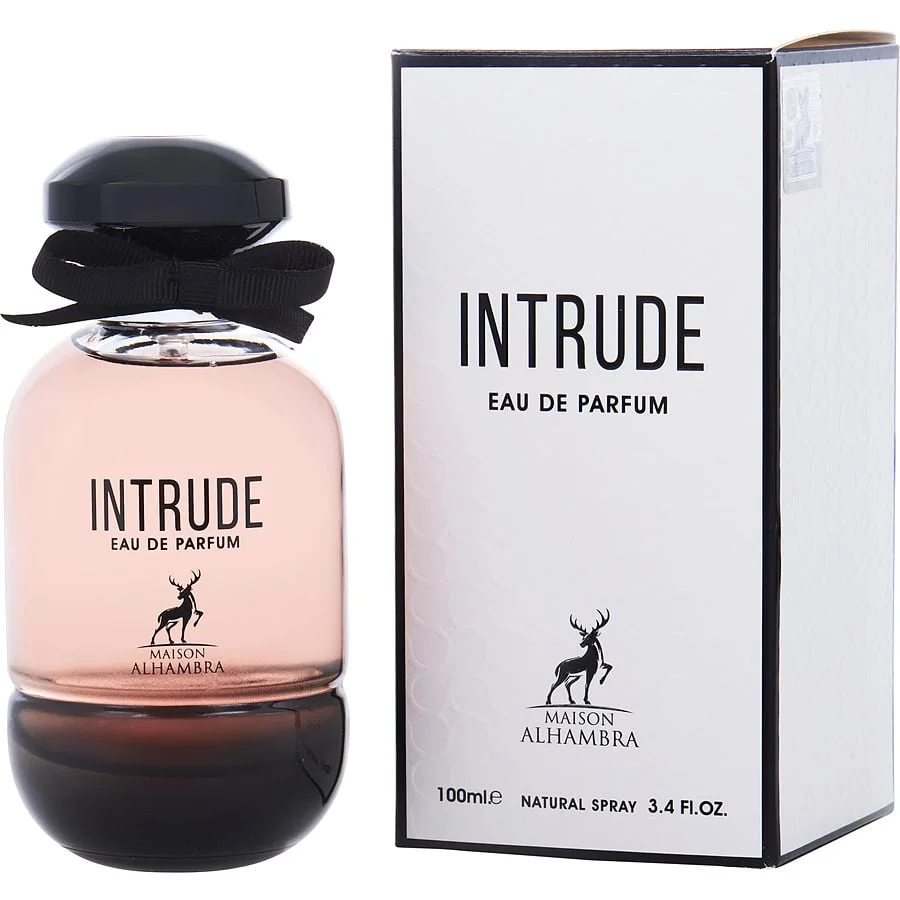 INTRUDE
EAU DE PARFUM
MAISON
ALHAMBRA
INTRUDE
EAU DE PARFUM
MAISON
ALHAMBRA
100ml.e NATURAL SPRAY 3.4 Fl.OZ.